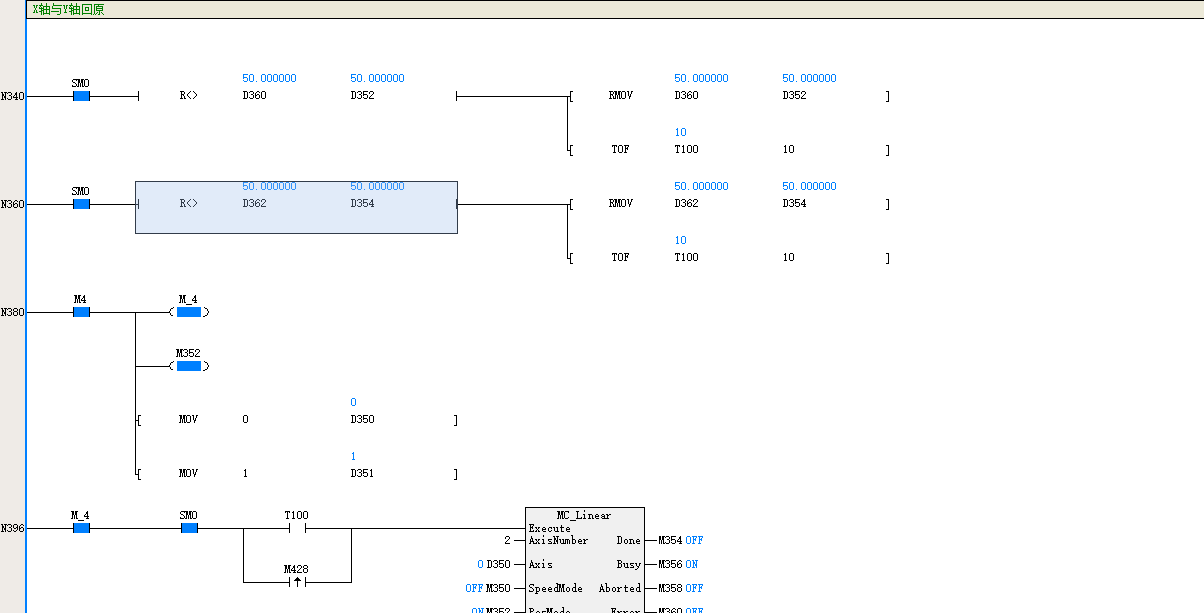 X轴与Y轴回原
50.000000 50.000000 50.000000 50.000000
SM0
N340 R<> D360 D352 [ RMOV D360 D352 ]
10
[ TOF T100 10 ]
50.000000 50.000000 50.000000 50.000000
SM0
N360 R<> D362 D354 [ RMOV D362 D354 ]
10
[ TOF T100 10 ]
M4 M_4
N380 ( )
M352
( )
0
[ MOV 0 D350 ]
1
[ MOV 1 D351 ]
M_4 SM0 T100 MC_Linear
N396 Execute
2 AxisNumber Done M354 OFF
M428
0 D350 Axis Busy M356 ON
OFF M350 SpeedMode Aborted M358 OFF
ON M352 PosMode Error M360 OFF